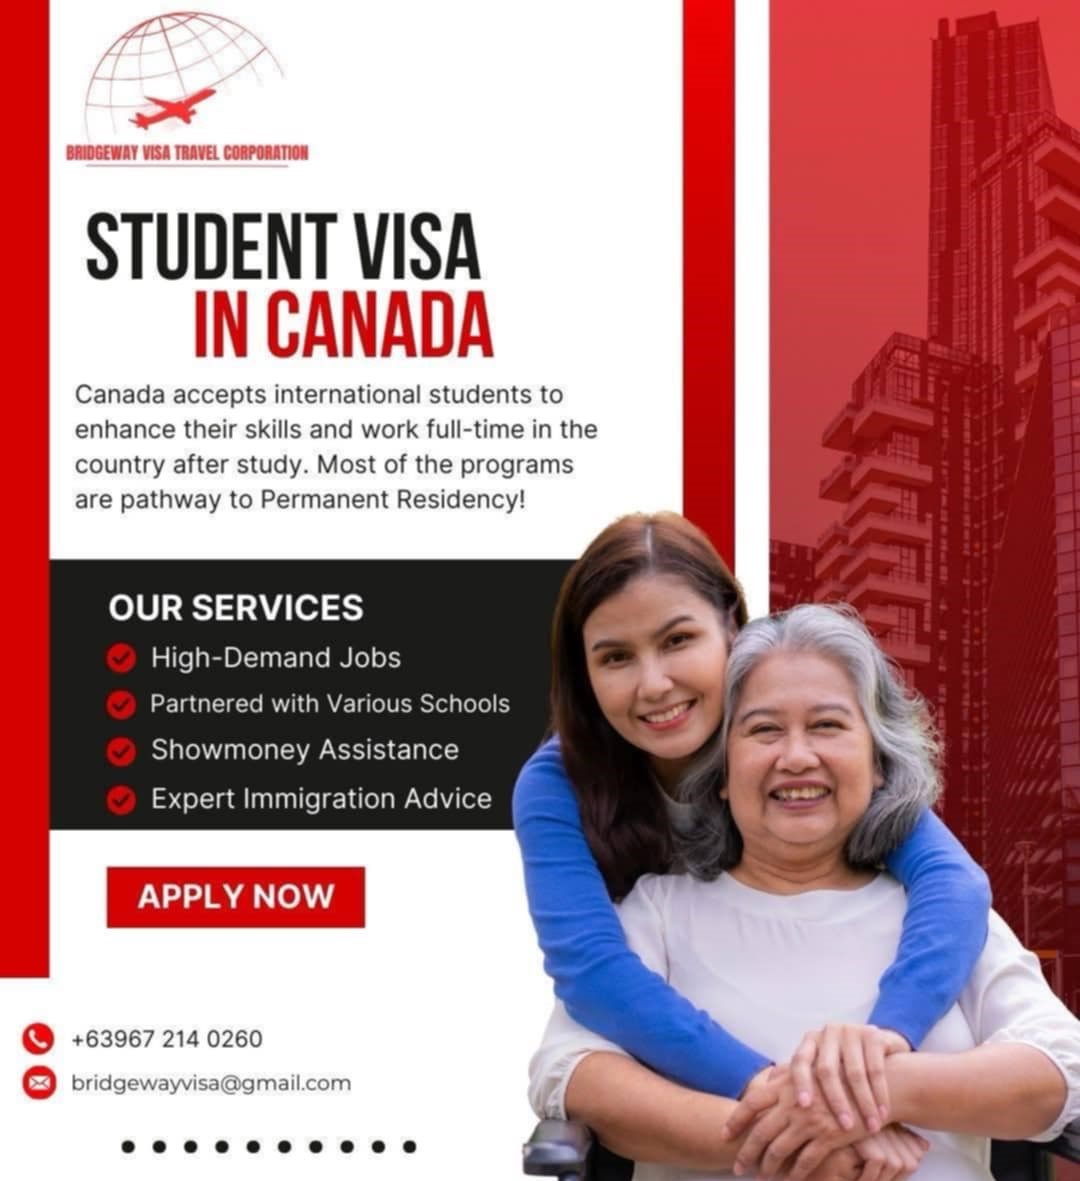 BRIDGEWAY VISA TRAVEL CORPORATION
STUDENT VISA
IN CANADA
Canada accepts international students to
enhance their skills and work full-time in the
country after study. Most of the programs
are pathway to Permanent Residency!
OUR SERVICES
High-Demand Jobs
Partnered with Various Schools
Showmoney Assistance
Expert Immigration Advice
APPLY NOW
+63967 214 0260
bridgewayvisa@gmail.com